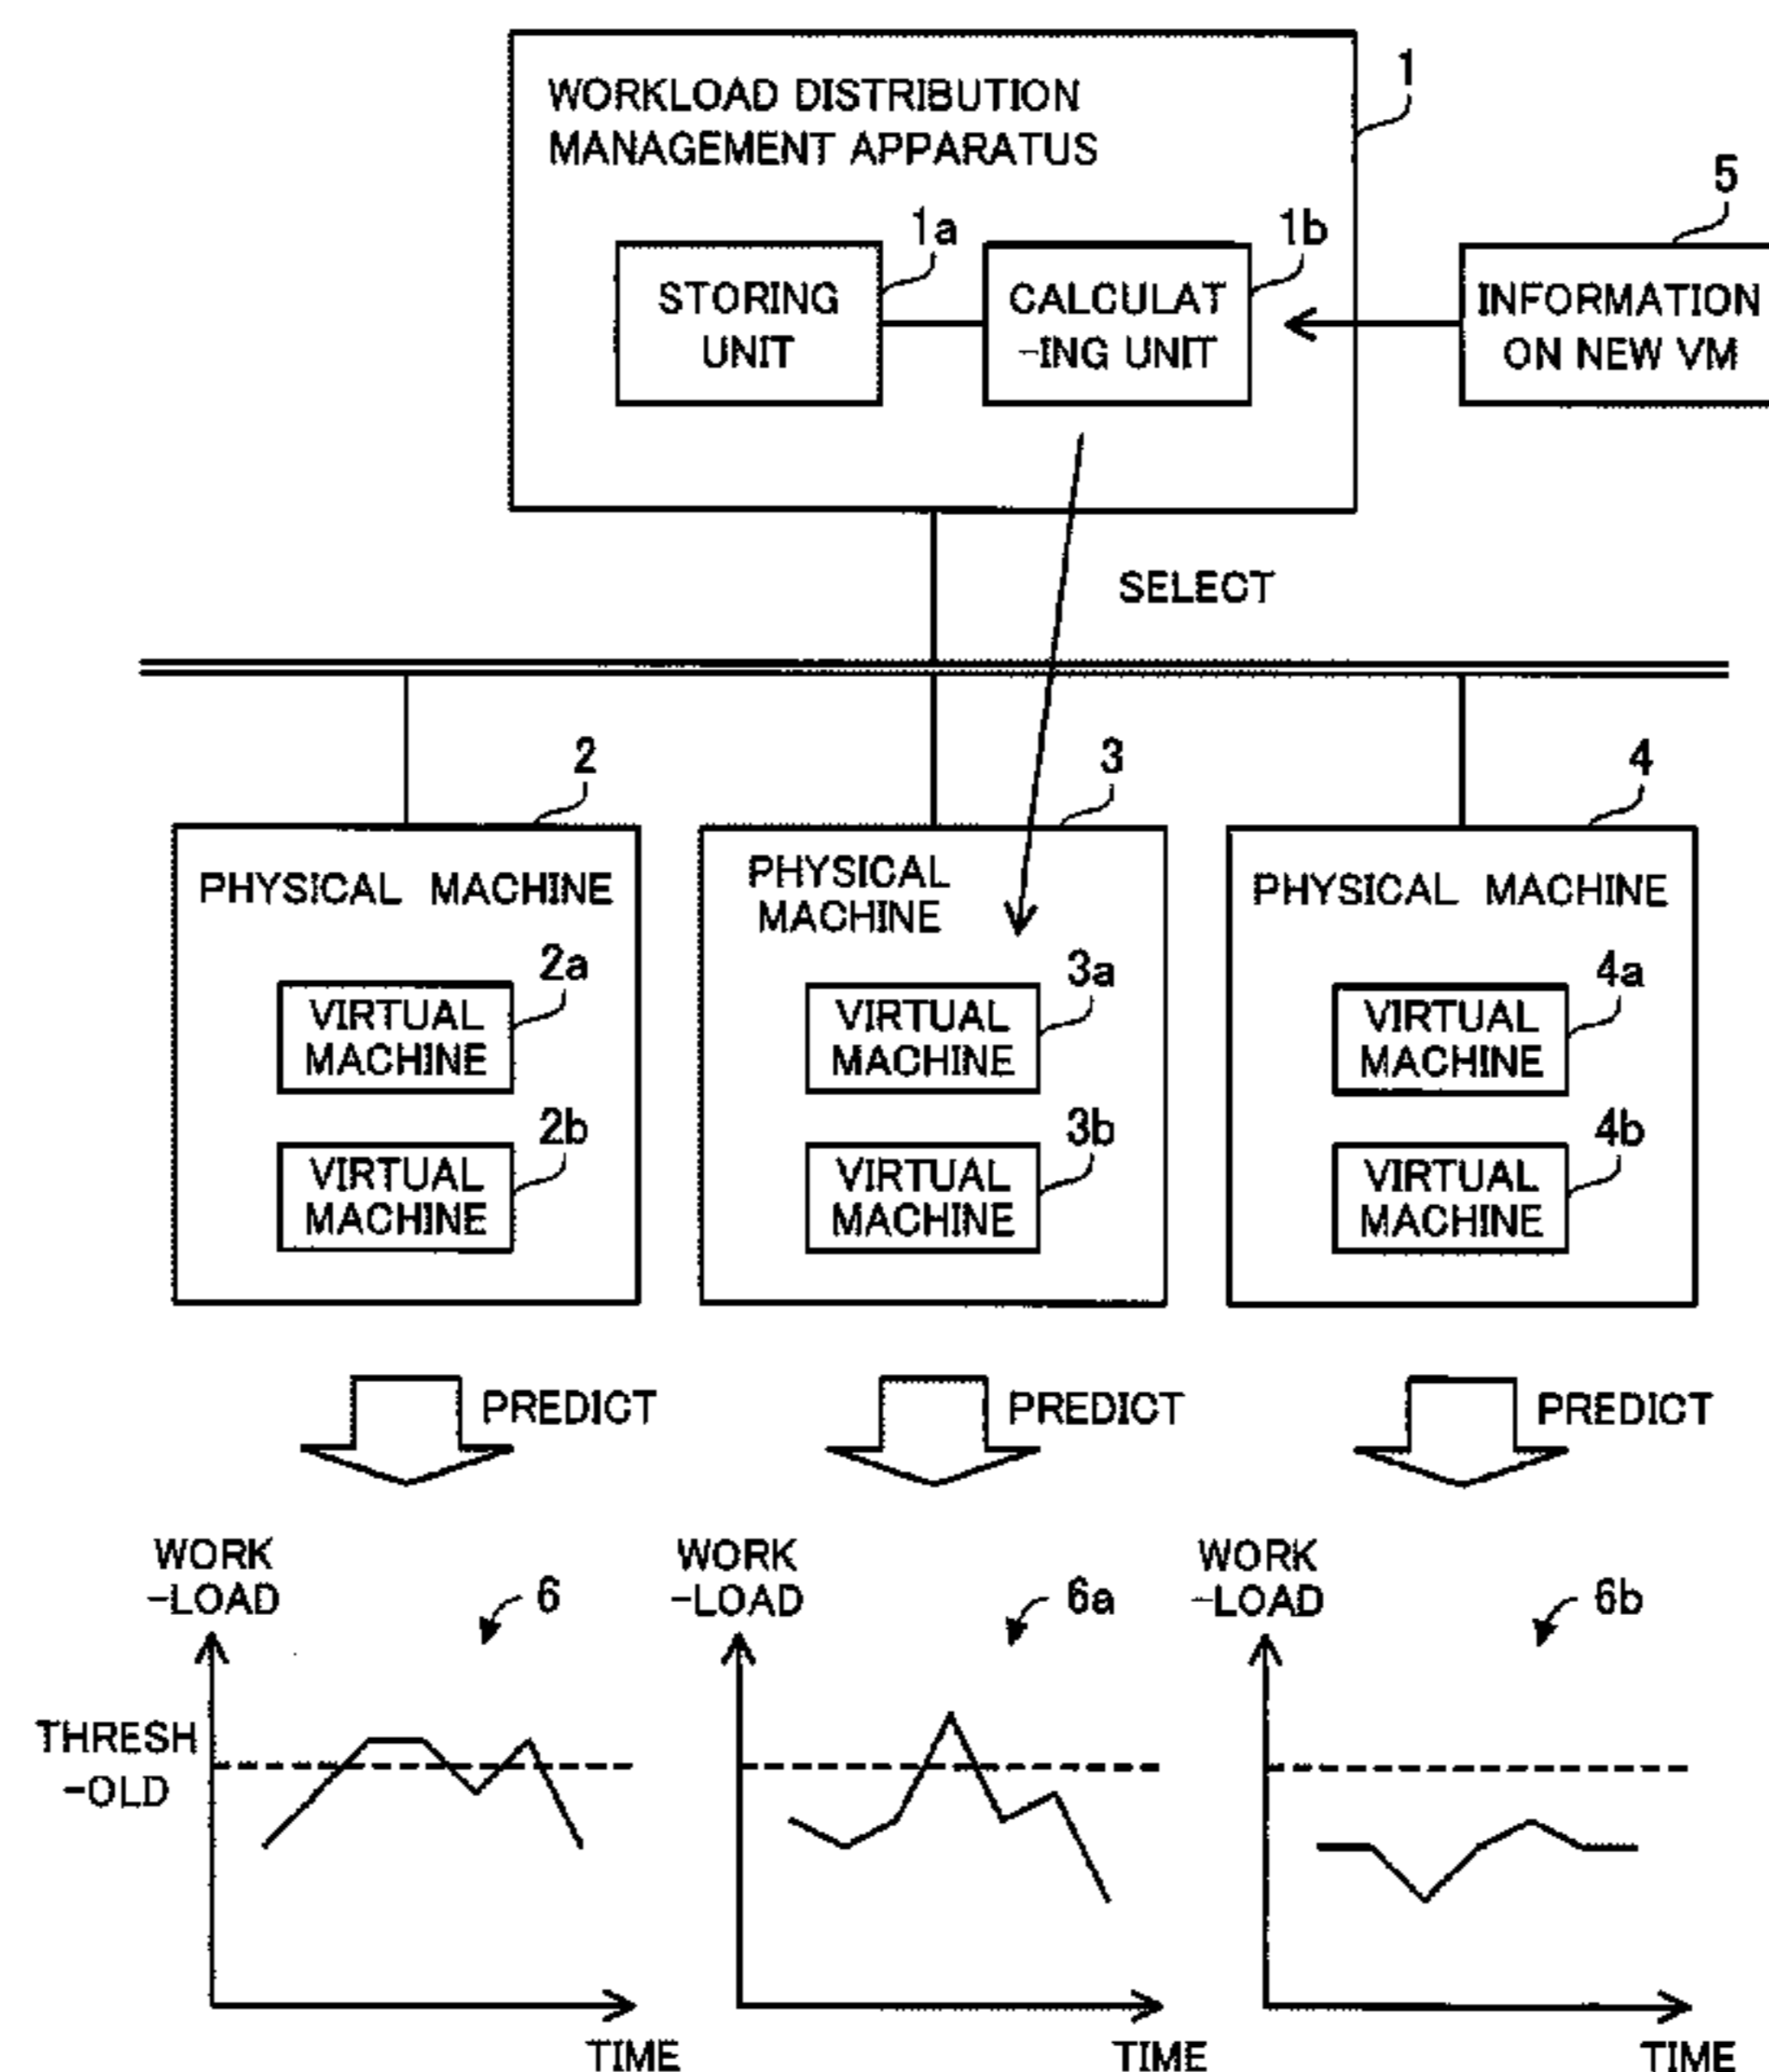 1
WORKLOAD DISTRIBUTION
MANAGEMENT APPARATUS
5
1a
1b
STORING
UNIT
CALCULAT
-ING UNIT
INFORMATION
ON NEW VM
SELECT
2
3
4
PHYSICAL MACHINE
PHYSICAL
MACHINE
PHYSICAL MACHINE
2a
VIRTUAL
MACHINE
2b
VIRTUAL
MACHINE
3a
VIRTUAL
MACHINE
3b
VIRTUAL
MACHINE
4a
VIRTUAL
MACHINE
4b
VIRTUAL
MACHINE
PREDICT
PREDICT
PREDICT
WORK
-LOAD
6
THRESH
-OLD
TIME
WORK
-LOAD
6a
TIME
WORK
-LOAD
6b
TIME